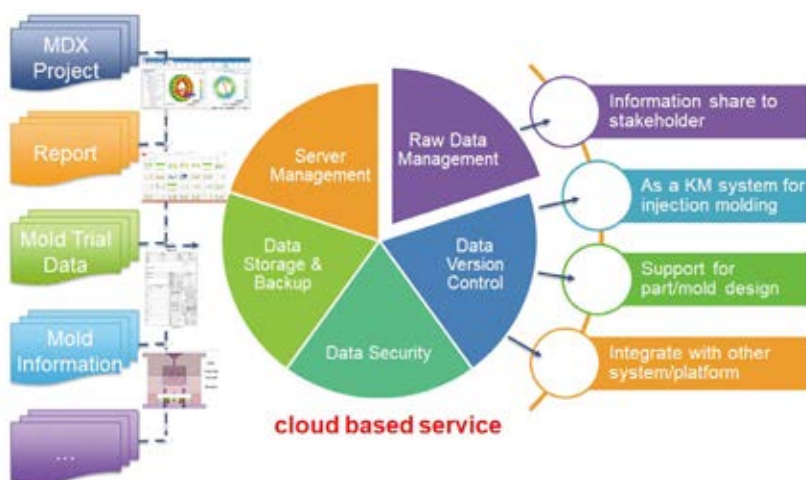 MDX
Project
Report
Mold Trial
Data
Mold
Information
...
Server
Management
Raw Data
Management
Data
Storage &
Backup
Data
Version
Control
Data Security
cloud based service
Information share to
stakeholder
As a KM system for
injection molding
Support for
part/mold design
Integrate with other
system/platform